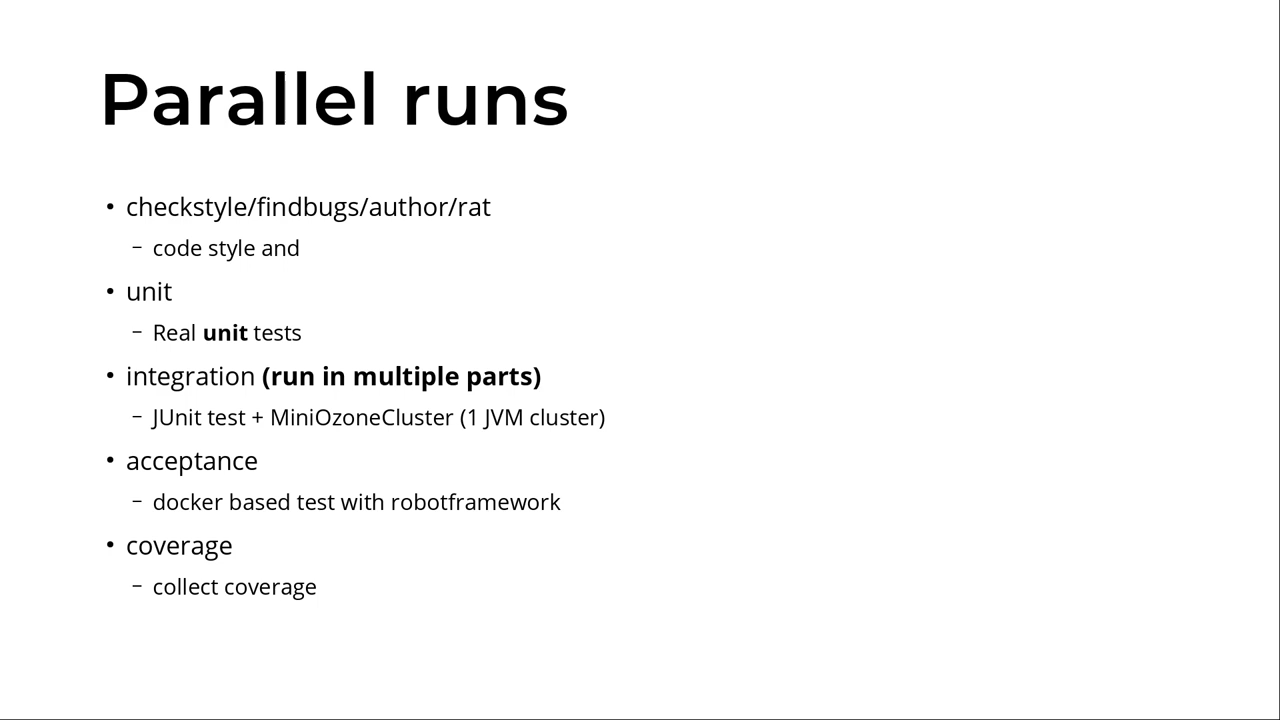 Parallel runs
• checkstyle/findbugs/author/rat
– code style and
• unit
– Real unit tests
• integration (run in multiple parts)
– JUnit test + MiniOzoneCluster (1 JVM cluster)
• acceptance
– docker based test with robotframework
• coverage
– collect coverage